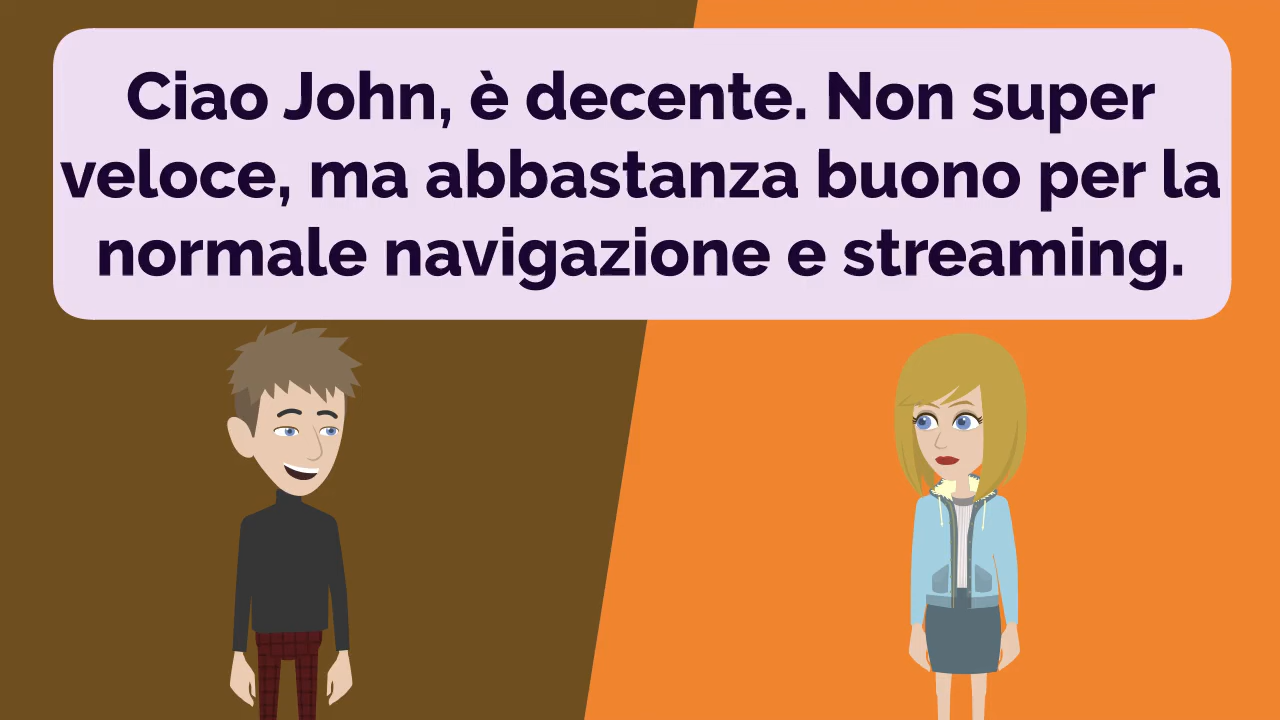 Ciao John, è decente. Non super
veloce, ma abbastanza buono per la
normale navigazione e streaming.